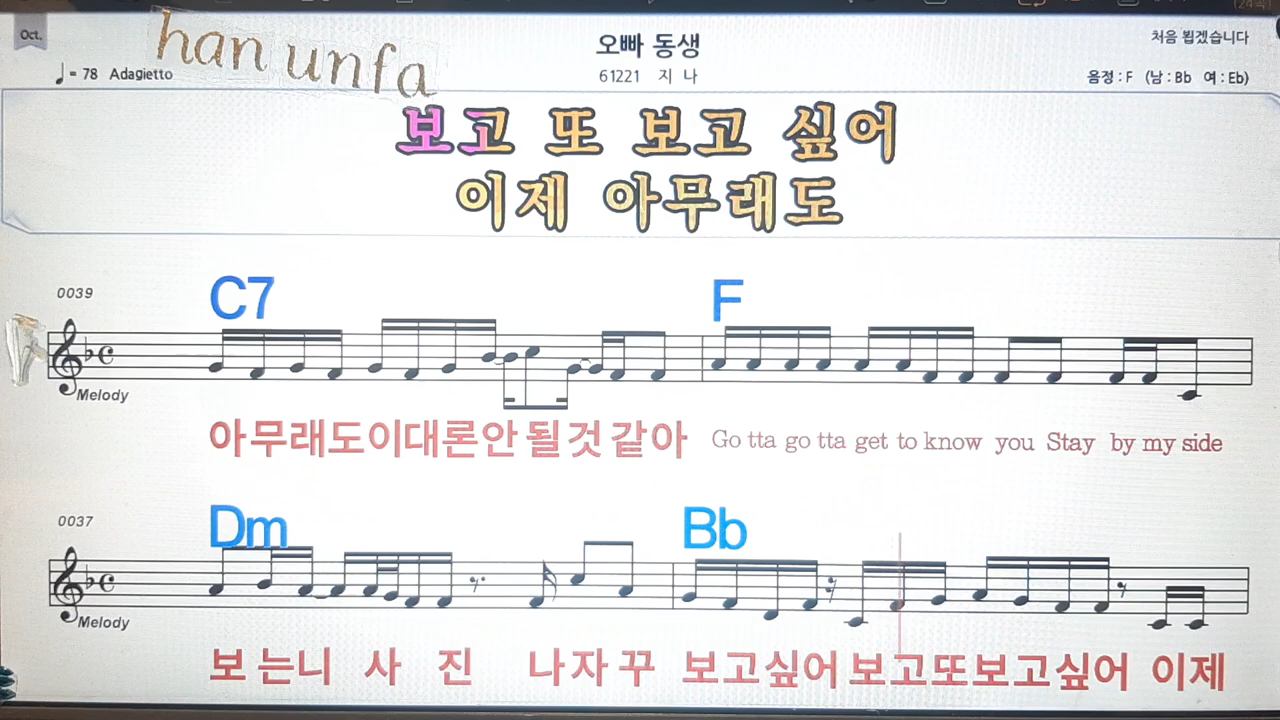 Oct.
han unfa
오빠 동생
처음 뵙겠습니다
♩= 78 Adagietto
61221 지 나
음정 : F (남 : Bb 여 : Eb)
보고 또 보고 싶어
이제 아무래도
0039
C7 F
Melody
아무래도이대론안 될것 같아 Go tta go tta get to know you Stay by my side
0037
Dm Bb
Melody
보 는니 사 진 나자 꾸 보고싶어 보고또보고싶어 이제